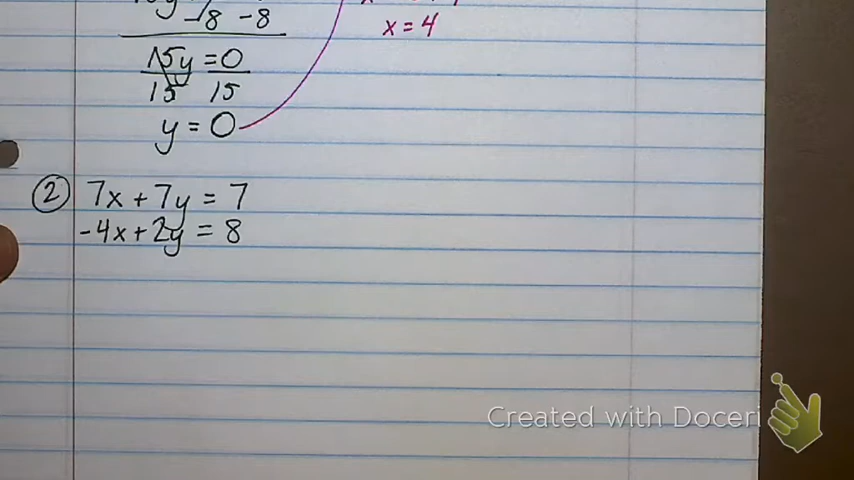 -8 -8
x = 4
15y = 0
15 15
y = 0
2 7x + 7y = 7
-4x + 2y = 8
Created with Doceri